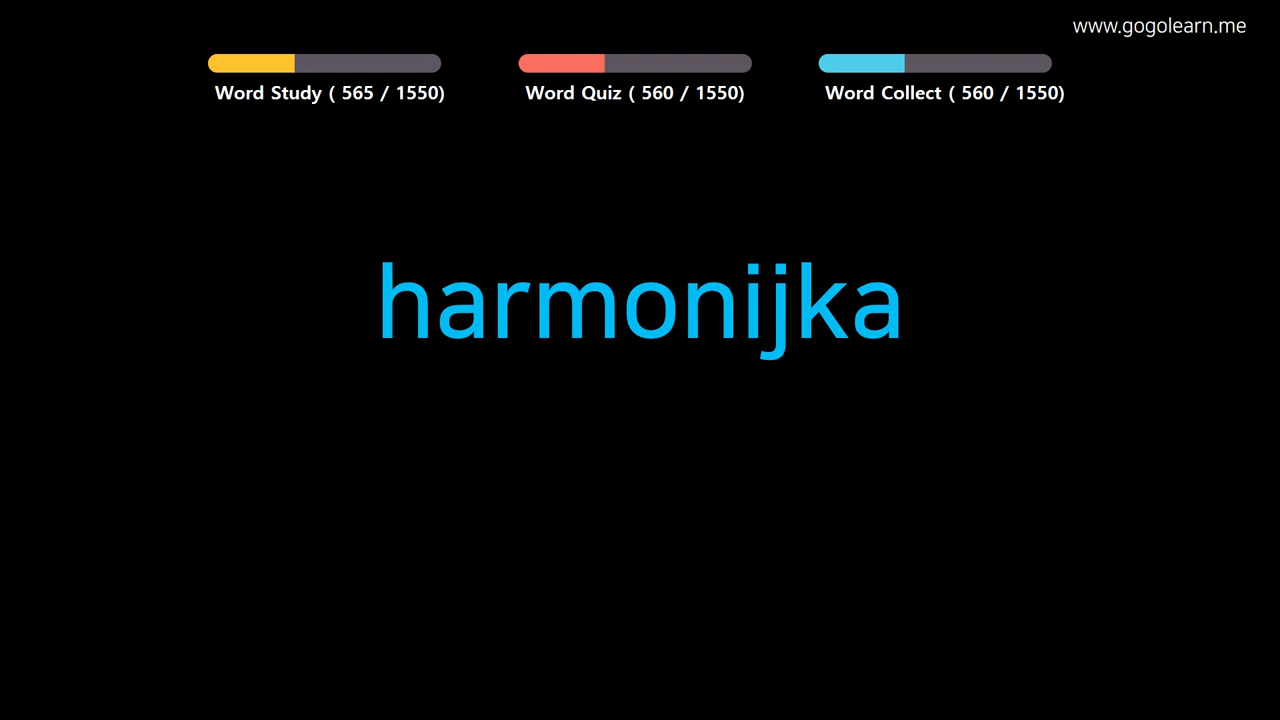 www.gogolearn.me
Word Study ( 565 / 1550)
Word Quiz ( 560 / 1550)
Word Collect ( 560 / 1550)
harmonijka